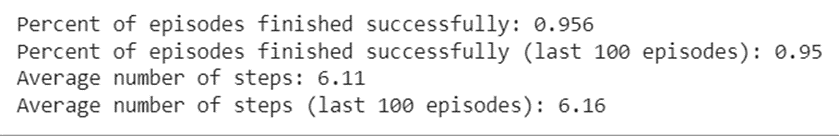 Percent of episodes finished successfully: 0.956
Percent of episodes finished successfully (last 100 episodes): 0.95
Average number of steps: 6.11
Average number of steps (last 100 episodes): 6.16